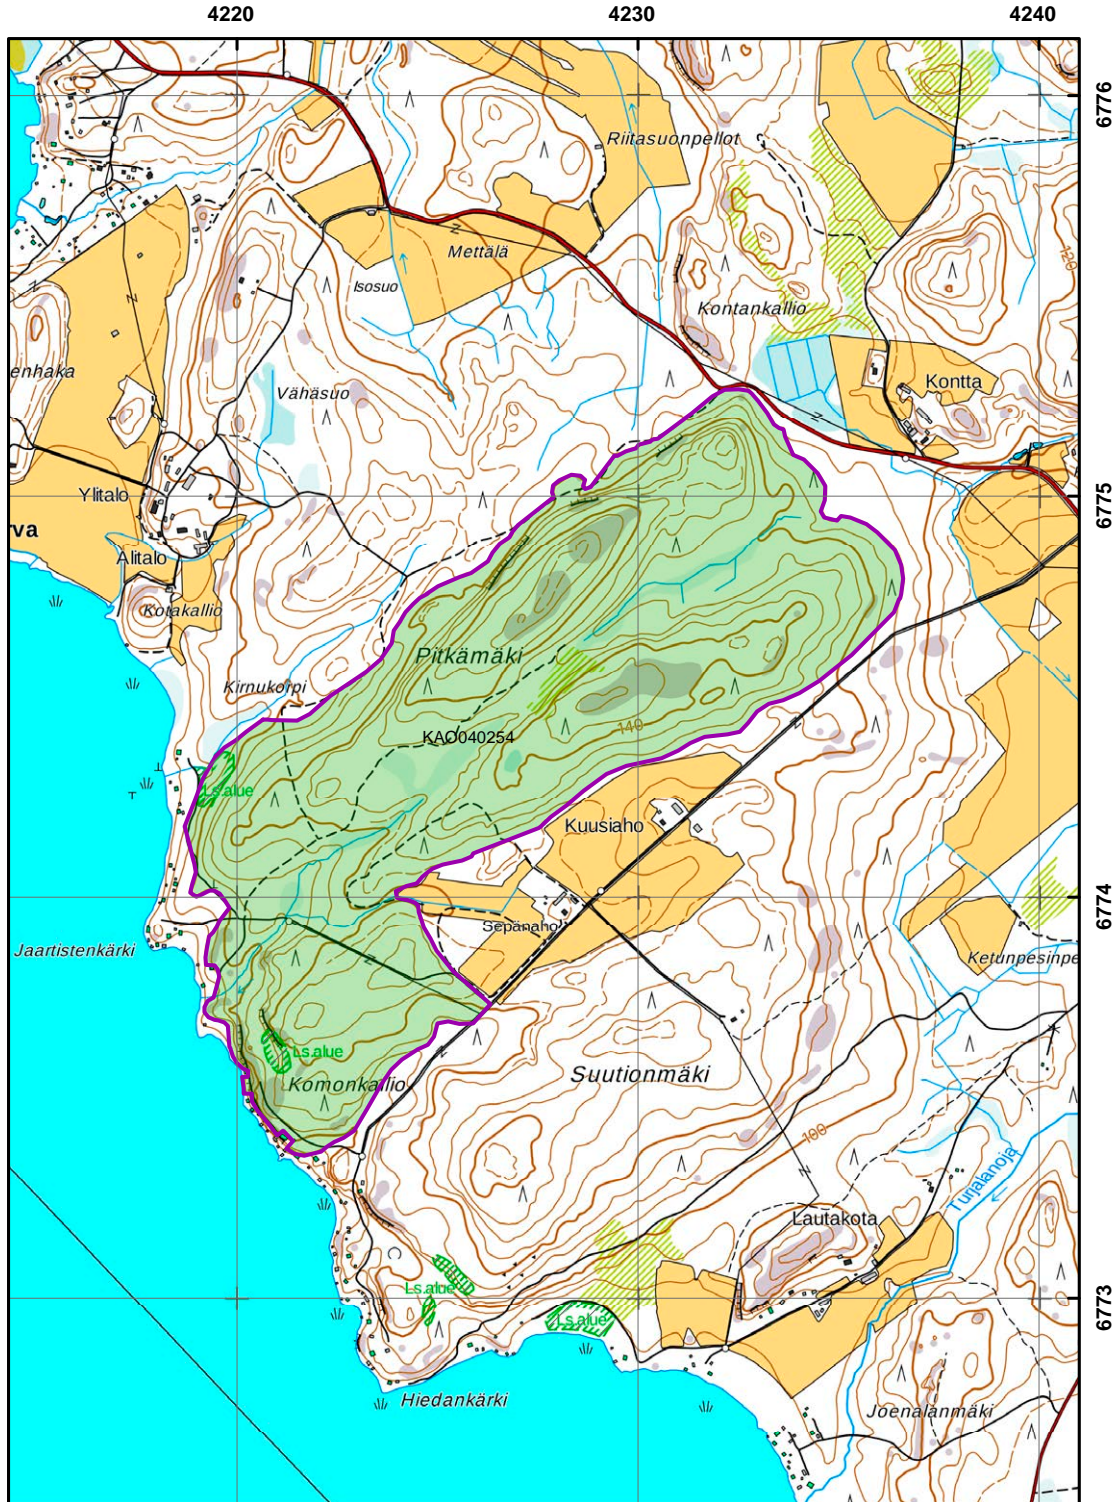 4220
4230
4240
6776
Riitasuonpellot
Mettälä
120
Isosuo
Kontankallio
enhaka
Vähäsuo
Kontta
Ylitalo
6775
rva
Alitalo
Kotakallio
Pitkämäki
Kirnukorpi
140
KAO040254
Ls.alue
Kuusiaho
6774
Sepänaho
Jaartistenkärki
Ketunpesinpe
Ls.alue
Komonkallio
Suutionmäki
100
Turjalanoja
Lautakota
Ls.alue
6773
Ls.alue
Hiedankärki
Joenalanmäki